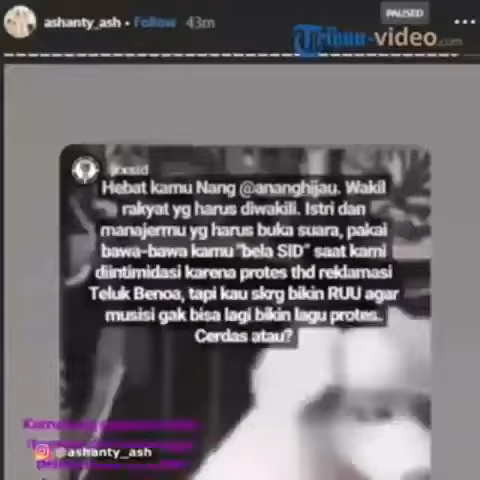 ashanty_ash • Follow 43m
PAUSED
Tribun-video.com
jrxsid
Hebat kamu Nang @ananghijau. Wakil
rakyat yg harus diwakili. Istri dan
manajermu yg harus buka suara, pakai
bawa-bawa kamu "bela SID" saat kami
diintimidasi karena protes thd reklamasi
Teluk Benoa, tapi kau skrg bikin RUU agar
musisi gak bisa lagi bikin lagu protes.
Cerdas atau?
@ashanty_ash